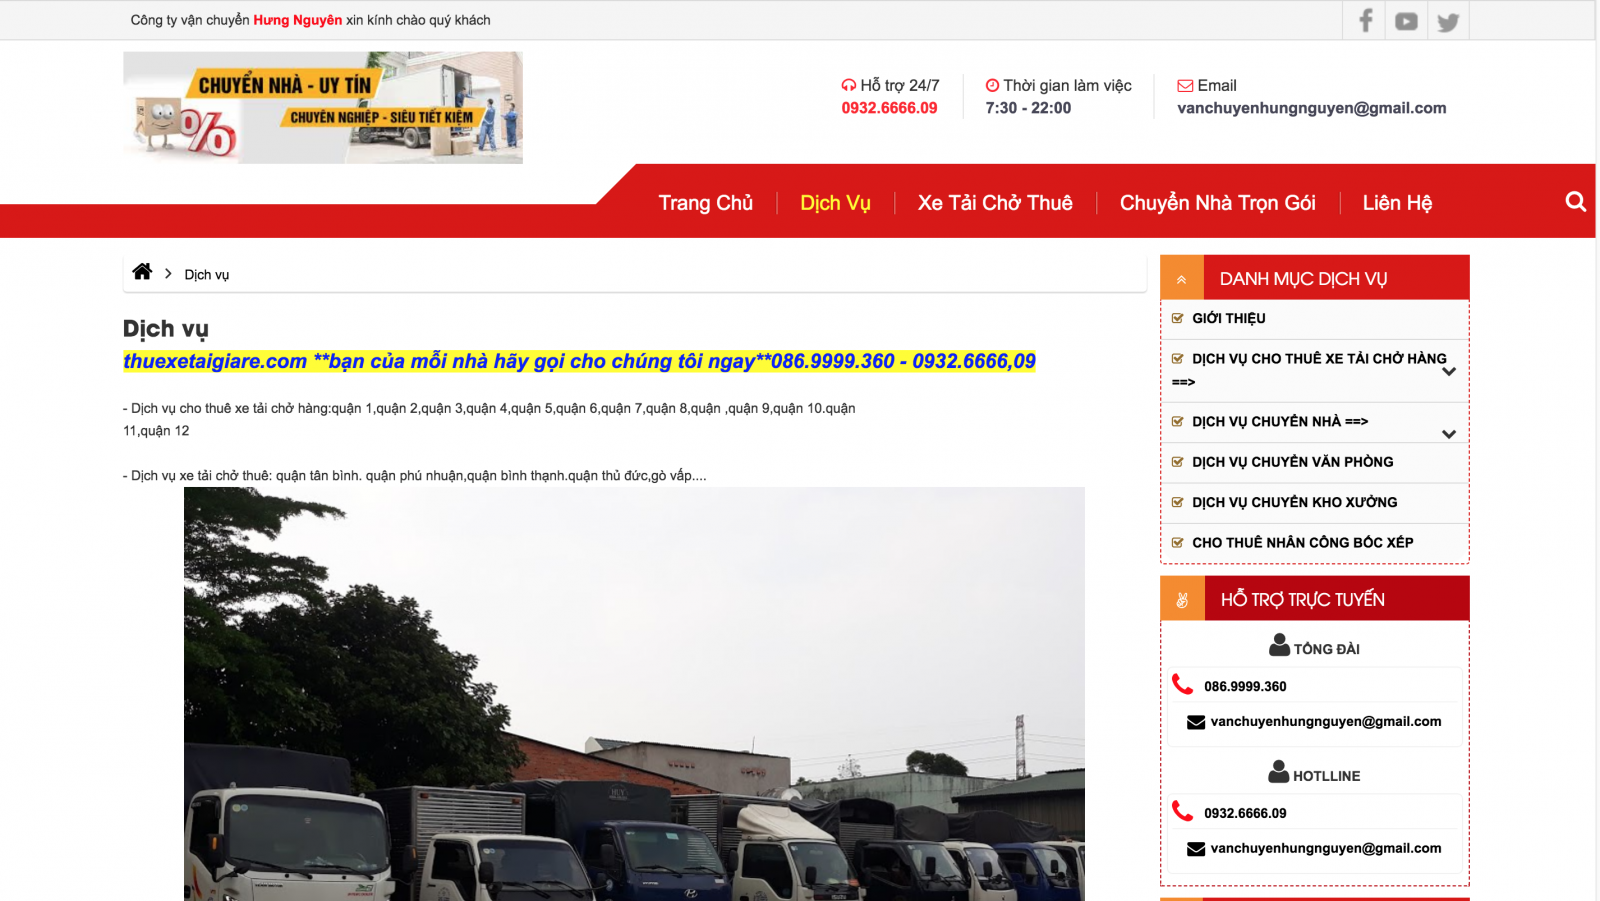 Công ty vận chuyển Hưng Nguyên xin kính chào quý khách
CHUYỂN NHÀ - UY TÍN
CHUYÊN NGHIỆP - SIÊU TIẾT KIỆM
%
Hỗ trợ 24/7
0932.6666.09
Thời gian làm việc
7:30 - 22:00
Email
vanchuyenhungnguyen@gmail.com
Trang Chủ
Dịch Vụ
Xe Tải Chở Thuê
Chuyển Nhà Trọn Gói
Liên Hệ
Dịch vụ
Dịch vụ
thuexetaigiare.com **bạn của mỗi nhà hãy gọi cho chúng tôi ngay**086.9999.360 - 0932.6666,09
- Dịch vụ cho thuê xe tải chở hàng:quận 1,quận 2,quận 3,quận 4,quận 5,quận 6,quận 7,quận 8,quận ,quận 9,quận 10.quận
11,quận 12
- Dịch vụ xe tải chở thuê: quận tân bình. quận phú nhuận,quận bình thạnh.quận thủ đức,gò vấp....
HUY
DANH MỤC DỊCH VỤ
GIỚI THIỆU
DỊCH VỤ CHO THUÊ XE TẢI CHỞ HÀNG
==>
DỊCH VỤ CHUYỂN NHÀ ==>
DỊCH VỤ CHUYỂN VĂN PHÒNG
DỊCH VỤ CHUYỂN KHO XƯỞNG
CHO THUÊ NHÂN CÔNG BỐC XẾP
HỖ TRỢ TRỰC TUYẾN
TỔNG ĐÀI
086.9999.360
vanchuyenhungnguyen@gmail.com
HOTLLINE
0932.6666.09
vanchuyenhungnguyen@gmail.com